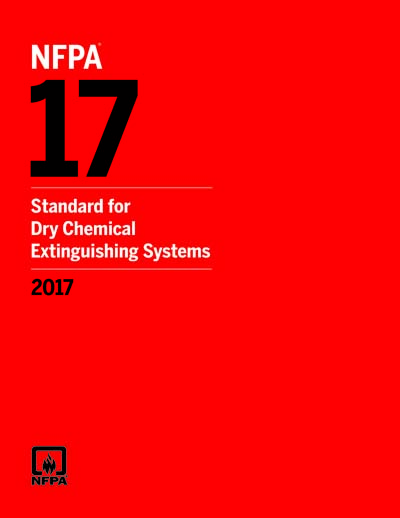 NFPA®
17
Standard for
Dry Chemical
Extinguishing Systems
2017
NFPA